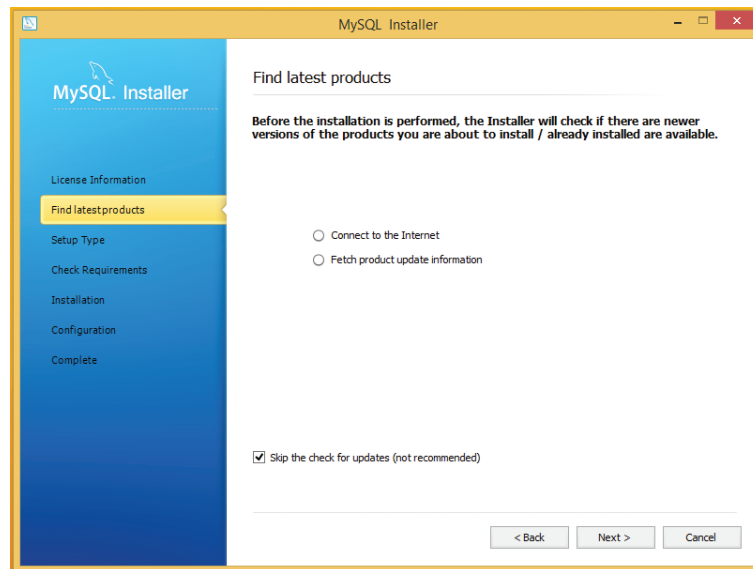 MySQL Installer
MySQL. Installer
License Information
Find latest products
Setup Type
Check Requirements
Installation
Configuration
Complete
Find latest products
Before the installation is performed, the Installer will check if there are newer
versions of the products you are about to install / already installed are available.
Connect to the Internet
Fetch product update information
Skip the check for updates (not recommended)
< Back
Next >
Cancel